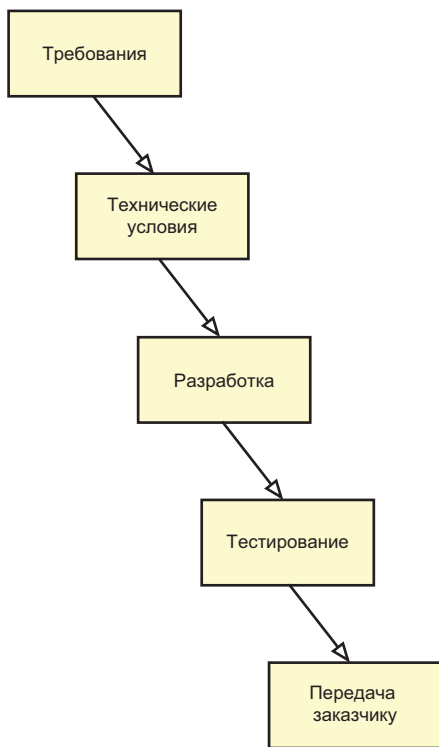 Требования
Технические
условия
Разработка
Тестирование
Передача
заказчику